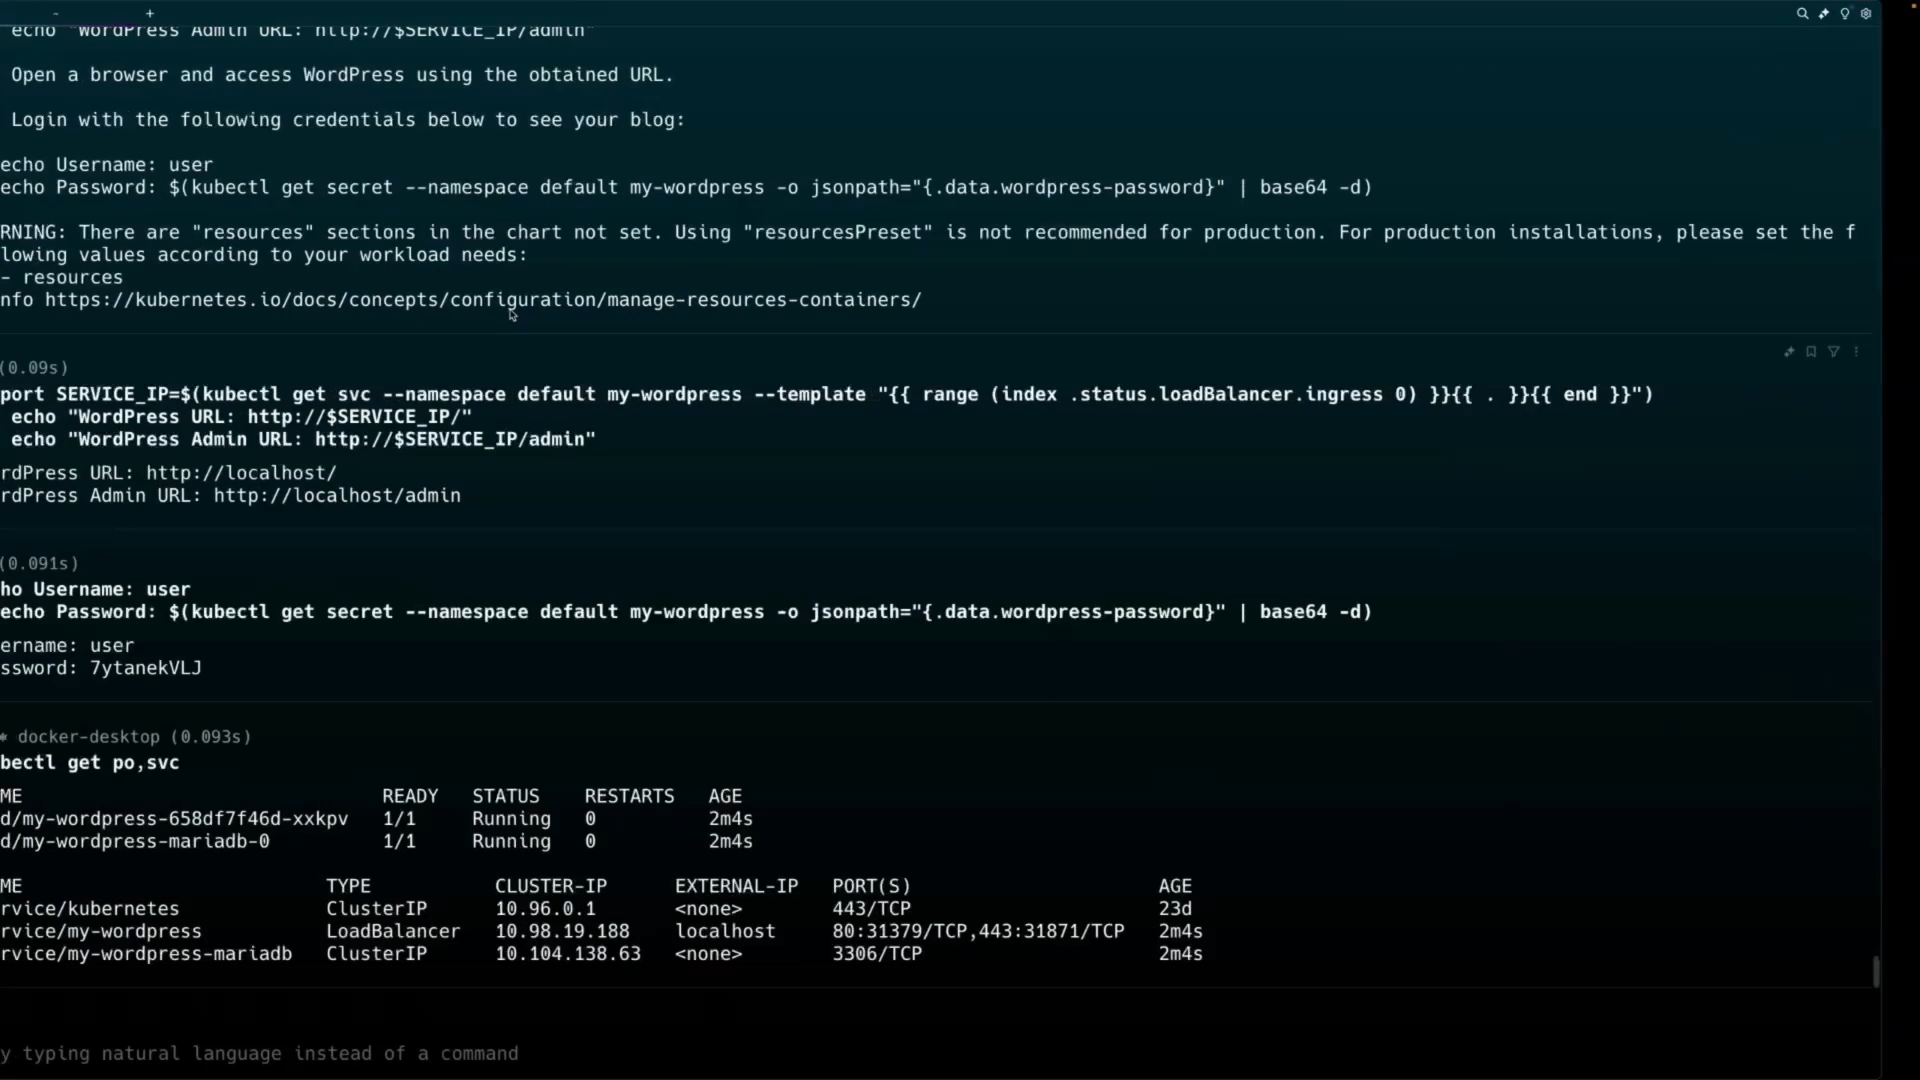 ~ +
echo "WordPress Admin URL: http://$SERVICE_IP/admin"
Open a browser and access WordPress using the obtained URL.
Login with the following credentials below to see your blog:
echo Username: user
echo Password: $(kubectl get secret --namespace default my-wordpress -o jsonpath="{.data.wordpress-password}" | base64 -d)
RNING: There are "resources" sections in the chart not set. Using "resourcesPreset" is not recommended for production. For production installations, please set the f
lowing values according to your workload needs:
- resources
nfo https://kubernetes.io/docs/concepts/configuration/manage-resources-containers/
(0.09s)
port SERVICE_IP=$(kubectl get svc --namespace default my-wordpress --template "{{ range (index .status.loadBalancer.ingress 0) }}{{ . }}{{ end }}")
echo "WordPress URL: http://$SERVICE_IP/"
echo "WordPress Admin URL: http://$SERVICE_IP/admin"
rdPress URL: http://localhost/
rdPress Admin URL: http://localhost/admin
(0.091s)
ho Username: user
echo Password: $(kubectl get secret --namespace default my-wordpress -o jsonpath="{.data.wordpress-password}" | base64 -d)
ername: user
ssword: 7ytanekVLJ
* docker-desktop (0.093s)
bectl get po,svc
ME READY STATUS RESTARTS AGE
d/my-wordpress-658df7f46d-xxkpv 1/1 Running 0 2m4s
d/my-wordpress-mariadb-0 1/1 Running 0 2m4s
ME TYPE CLUSTER-IP EXTERNAL-IP PORT(S) AGE
rvice/kubernetes ClusterIP 10.96.0.1 <none> 443/TCP 23d
rvice/my-wordpress LoadBalancer 10.98.19.188 localhost 80:31379/TCP,443:31871/TCP 2m4s
rvice/my-wordpress-mariadb ClusterIP 10.104.138.63 <none> 3306/TCP 2m4s
y typing natural language instead of a command